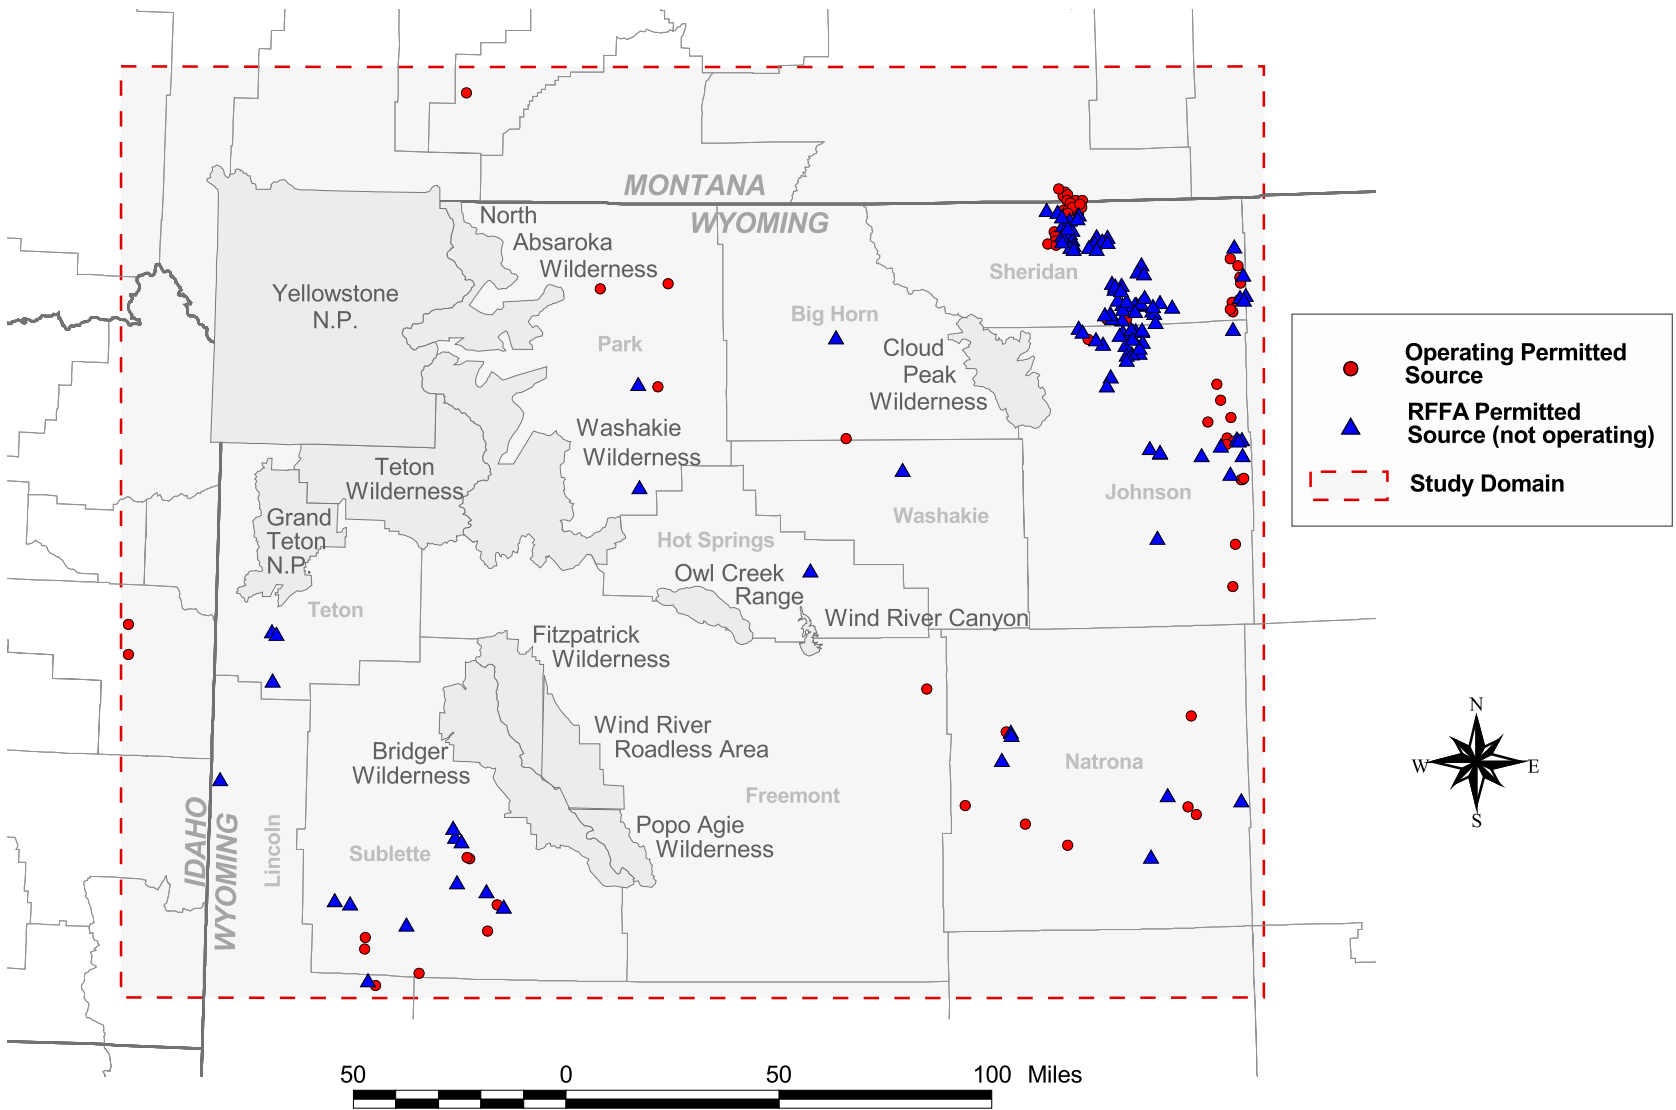 MONTANA
WYOMING
North
Absaroka
Wilderness
Yellowstone
N.P.
Sheridan
Big Horn
Park
Cloud
Peak
Wilderness
Operating Permitted
Source
RFFA Permitted
Source (not operating)
Study Domain
Washakie
Wilderness
Teton
Wilderness
Grand
Teton
N.P.
Johnson
Washakie
Hot Springs
Owl Creek
Range
Wind River Canyon
Teton
Fitzpatrick
Wilderness
Wind River
Roadless Area
Bridger
Wilderness
Natrona
Freemont
Popo Agie
Wilderness
IDAHO
WYOMING
Lincoln
Sublette
N
W
E
S
50 0 50 100 Miles